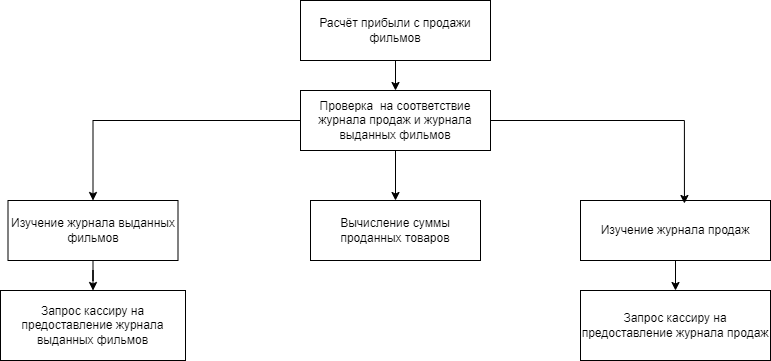 Расчёт прибыли с продажи
фильмов
Проверка на соответствие
журнала продаж и журнала
выданных фильмов
Изучение журнала выданных
фильмов
Вычисление суммы
проданных товаров
Изучение журнала продаж
Запрос кассиру на
предоставление журнала
выданных фильмов
Запрос кассиру на
предоставление журнала продаж